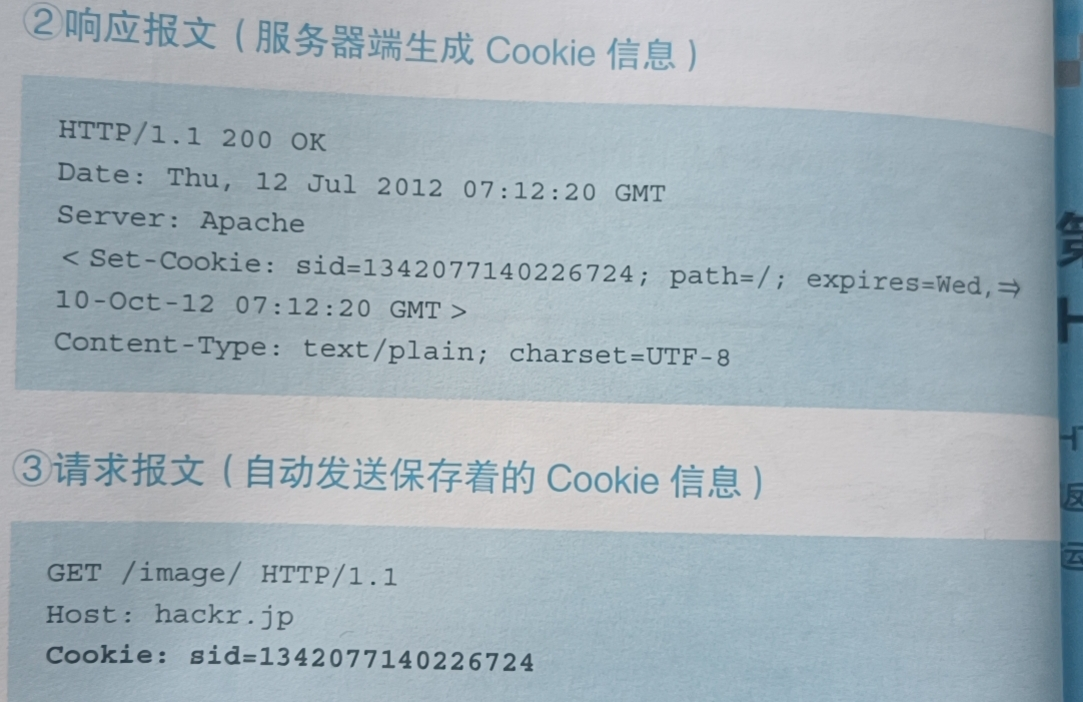 ②响应报文（服务器端生成 Cookie 信息）
HTTP/1.1 200 OK
Date: Thu, 12 Jul 2012 07:12:20 GMT
Server: Apache
< Set-Cookie: sid=1342077140226724; path=/; expires=Wed,⇒
10-Oct-12 07:12:20 GMT >
Content-Type: text/plain; charset=UTF-8
③请求报文（自动发送保存着的 Cookie 信息）
GET /image/ HTTP/1.1
Host: hackr.jp
Cookie: sid=1342077140226724